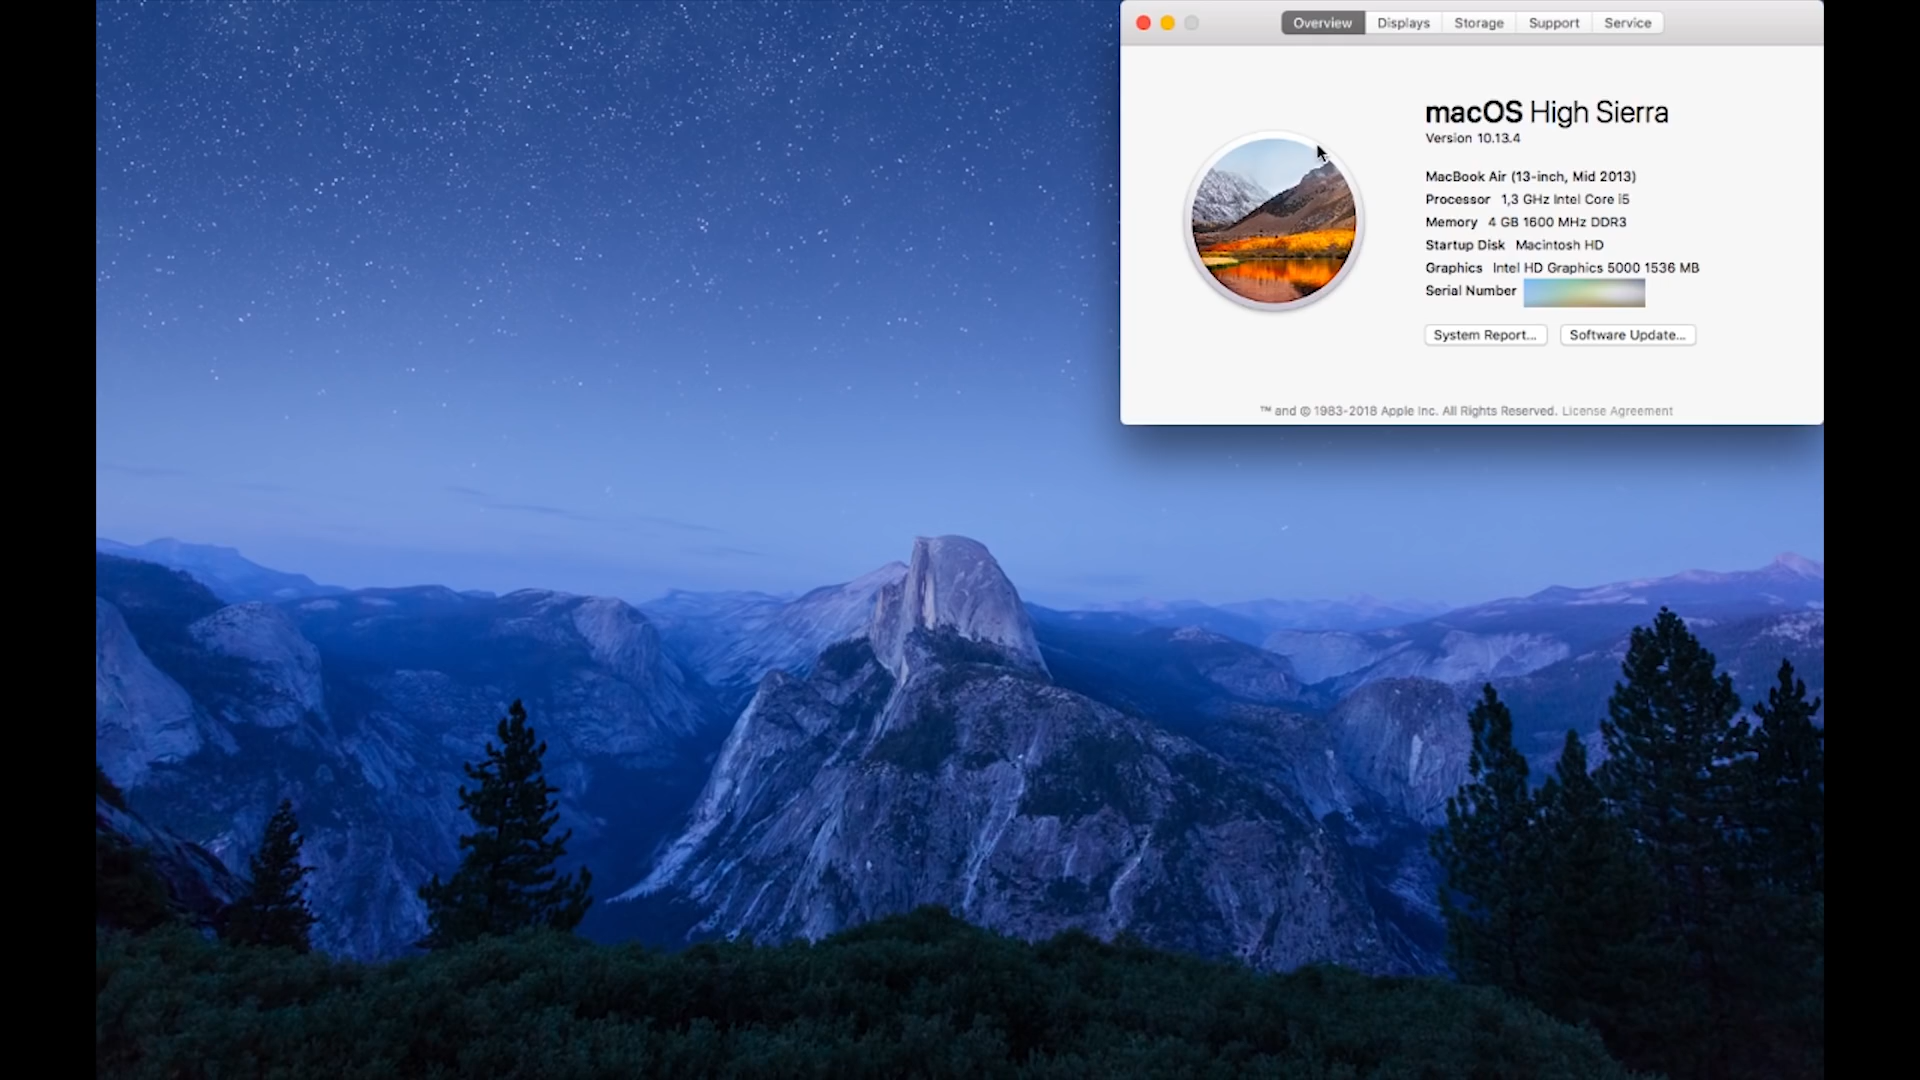 Overview Displays Storage Support Service
macOS High Sierra
Version 10.13.4
MacBook Air (13-inch, Mid 2013)
Processor 1,3 GHz Intel Core i5
Memory 4 GB 1600 MHz DDR3
Startup Disk Macintosh HD
Graphics Intel HD Graphics 5000 1536 MB
Serial Number
System Report... Software Update...
™ and © 1983-2018 Apple Inc. All Rights Reserved. License Agreement